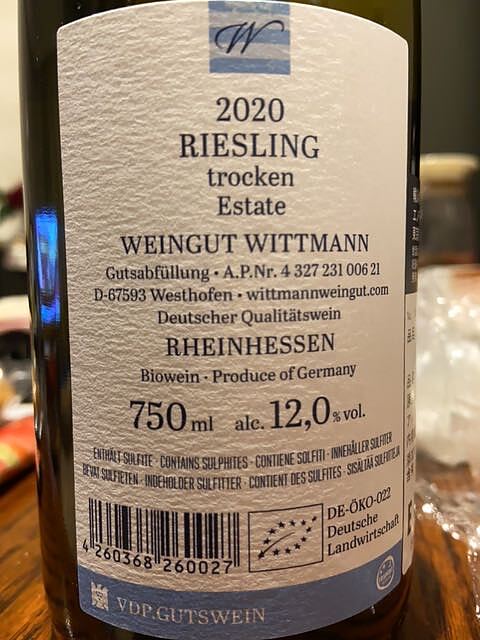 W
2020
RIESLING
trocken
Estate
WEINGUT WITTMANN
Gutsabfüllung · A.P.Nr. 4 327 231 006 21
D-67593 Westhofen · wittmannweingut.com
Deutscher Qualitätswein
RHEINHESSEN
Biowein · Produce of Germany
750 ml alc. 12,0 % vol.
ENTHÄLT SULFITE · CONTAINS SULPHITES · CONTIENE SOLFITI · INNEHÅLLER SULFITER
BEVAT SULFIETEN · INDEHOLDER SULFITTER · CONTIENT DES SULFITES · SISÄLTÄÄ SULFIITTEJA
4 260368 260027
DE-ÖKO-022
Deutsche
Landwirtschaft
VDP.GUTSWEIN